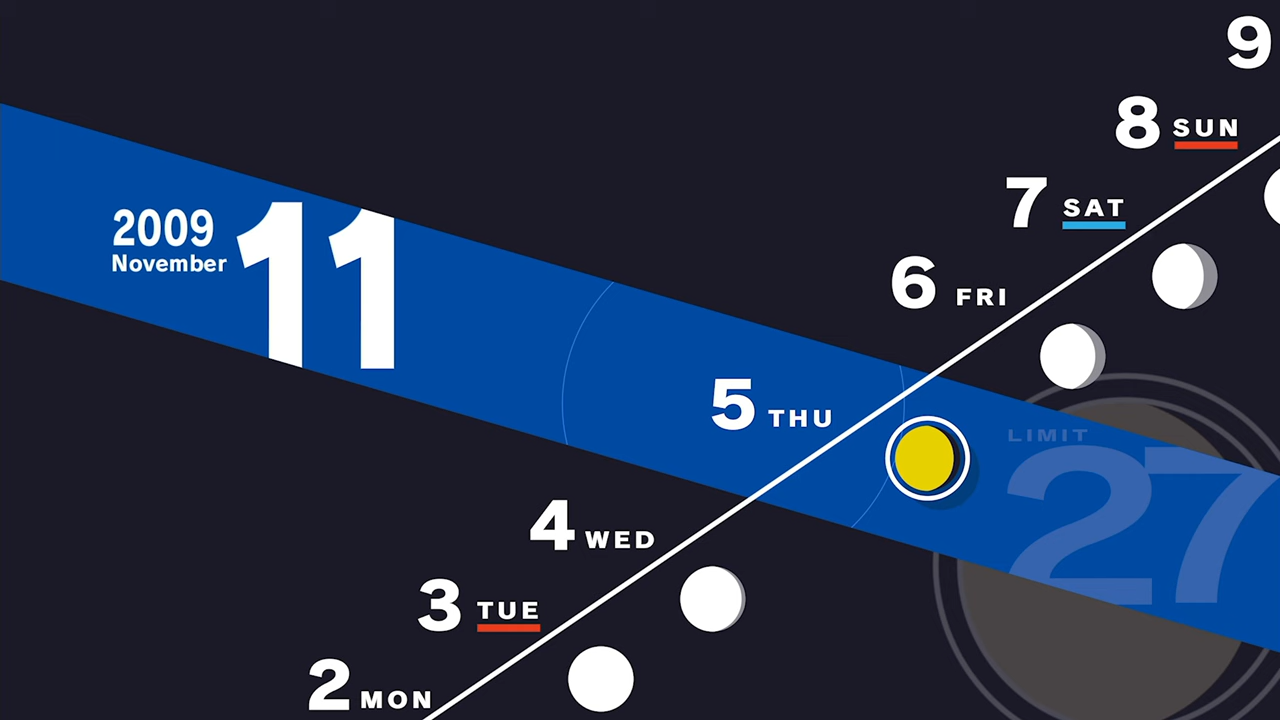 9
8 SUN
7 SAT
2009
November 11
6 FRI
5 THU
LIMIT
27
4 WED
3 TUE
2 MON